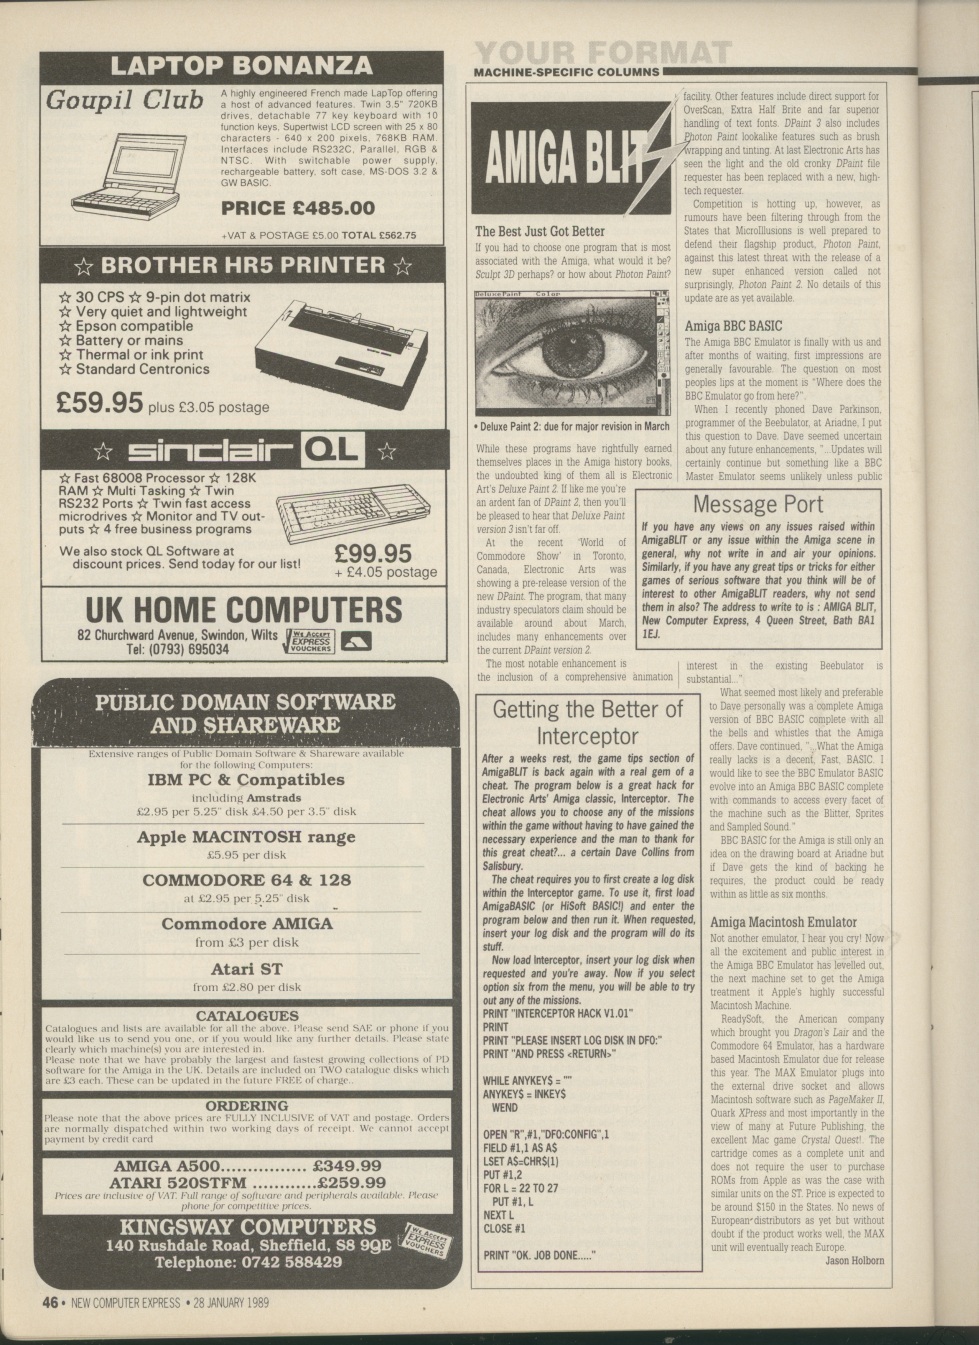 LAPTOP BONANZA
Goupil Club
A highly engineered French made LapTop offering
a host of advanced features. Twin 3.5" 720KB
drives, detachable 77 key keyboard with 10
function keys, Supertwist LCD screen with 25 x 80
characters - 640 x 200 pixels, 768KB RAM.
Interfaces include RS232C, Parallel, RGB &
NTSC. With switchable power supply,
rechargeable battery, soft case, MS-DOS 3.2 &
GW BASIC.
PRICE £485.00
+VAT & POSTAGE £5.00 TOTAL £562.75
☆ BROTHER HR5 PRINTER ☆
☆ 30 CPS ☆ 9-pin dot matrix
☆ Very quiet and lightweight
☆ Epson compatible
☆ Battery or mains
☆ Thermal or ink print
☆ Standard Centronics
£59.95 plus £3.05 postage
☆ sinclair QL ☆
☆ Fast 68008 Processor ☆ 128K
RAM ☆ Multi Tasking ☆ Twin
RS232 Ports ☆ Twin fast access
microdrives ☆ Monitor and TV out-
puts ☆ 4 free business programs
We also stock QL Software at
discount prices. Send today for our list!
£99.95
+ £4.05 postage
UK HOME COMPUTERS
82 Churchward Avenue, Swindon, Wilts
Tel: (0793) 695034
WE ACCEPT
EXPRESS
VOUCHERS
PUBLIC DOMAIN SOFTWARE
AND SHAREWARE
Extensive ranges of Public Domain Software & Shareware available
for the following Computers:
IBM PC & Compatibles
including Amstrads
£2.95 per 5.25" disk £4.50 per 3.5" disk
Apple MACINTOSH range
£5.95 per disk
COMMODORE 64 & 128
at £2.95 per 5.25" disk
Commodore AMIGA
from £3 per disk
Atari ST
from £2.80 per disk
CATALOGUES
Catalogues and lists are available for all the above. Please send SAE or phone if you
would like us to send you one, or if you would like any further details. Please state
clearly which machine(s) you are interested in.
Please note that we have probably the largest and fastest growing collections of PD
software for the Amiga in the UK. Details are included on TWO catalogue disks which
are £3 each. These can be updated in the future FREE of charge..
ORDERING
Please note that the above prices are FULLY INCLUSIVE of VAT and postage. Orders
are normally dispatched within two working days of receipt. We cannot accept
payment by credit card
AMIGA A500................ £349.99
ATARI 520STFM ............£259.99
Prices are inclusive of VAT. Full range of software and peripherals available. Please
phone for competitive prices.
KINGSWAY COMPUTERS
140 Rushdale Road, Sheffield, S8 9QE
Telephone: 0742 588429
WE ACCEPT
EXPRESS
VOUCHERS
46 • NEW COMPUTER EXPRESS • 28 JANUARY 1989
YOUR FORMAT
MACHINE-SPECIFIC COLUMNS
AMIGA BLIT
The Best Just Got Better
If you had to choose one program that is most
associated with the Amiga, what would it be?
Sculpt 3D perhaps? or how about Photon Paint?
DeluxePaint Color
• Deluxe Paint 2: due for major revision in March
While these programs have rightfully earned
themselves places in the Amiga history books,
the undoubted king of them all is Electronic
Art's Deluxe Paint 2. If like me you're
an ardent fan of DPaint 2, then you'll
be pleased to hear that Deluxe Paint
version 3 isn't far off.
At the recent 'World of
Commodore Show' in Toronto,
Canada, Electronic Arts was
showing a pre-release version of the
new DPaint. The program, that many
industry speculators claim should be
available around about March,
includes many enhancements over
the current DPaint version 2.
The most notable enhancement is
the inclusion of a comprehensive animation
facility. Other features include direct support for
OverScan, Extra Half Brite and far superior
handling of text fonts. DPaint 3 also includes
Photon Paint lookalike features such as brush
wrapping and tinting. At last Electronic Arts has
seen the light and the old cronky DPaint file
requester has been replaced with a new, high-
tech requester.
Competition is hotting up, however, as
rumours have been filtering through from the
States that MicroIllusions is well prepared to
defend their flagship product, Photon Paint,
against this latest threat with the release of a
new super enhanced version called not
surprisingly, Photon Paint 2. No details of this
update are as yet available.
Amiga BBC BASIC
The Amiga BBC Emulator is finally with us and
after months of waiting, first impressions are
generally favourable. The question on most
peoples lips at the moment is "Where does the
BBC Emulator go from here?".
When I recently phoned Dave Parkinson,
programmer of the Beebulator, at Ariadne, I put
this question to Dave. Dave seemed uncertain
about any future enhancements, "...Updates will
certainly continue but something like a BBC
Master Emulator seems unlikely unless public
interest in the existing Beebulator is
substantial..."
What seemed most likely and preferable
to Dave personally was a complete Amiga
version of BBC BASIC complete with all
the bells and whistles that the Amiga
offers. Dave continued, "...What the Amiga
really lacks is a decent, Fast, BASIC. I
would like to see the BBC Emulator BASIC
evolve into an Amiga BBC BASIC complete
with commands to access every facet of
the machine such as the Blitter, Sprites
and Sampled Sound."
BBC BASIC for the Amiga is still only an
idea on the drawing board at Ariadne but
if Dave gets the kind of backing he
requires, the product could be ready
within as little as six months.
Amiga Macintosh Emulator
Not another emulator, I hear you cry! Now
all the excitement and public interest in
the Amiga BBC Emulator has levelled out,
the next machine set to get the Amiga
treatment it Apple's highly successful
Macintosh Machine.
ReadySoft, the American company
which brought you Dragon's Lair and the
Commodore 64 Emulator, has a hardware
based Macintosh Emulator due for release
this year. The MAX Emulator plugs into
the external drive socket and allows
Macintosh software such as PageMaker II,
Quark XPress and most importantly in the
view of many at Future Publishing, the
excellent Mac game Crystal Quest!. The
cartridge comes as a complete unit and
does not require the user to purchase
ROMs from Apple as was the case with
similar units on the ST. Price is expected to
be around $150 in the States. No news of
European distributors as yet but without
doubt if the product works well, the MAX
unit will eventually reach Europe.
Jason Holborn
Message Port
If you have any views on any issues raised within
AmigaBLIT or any issue within the Amiga scene in
general, why not write in and air your opinions.
Similarly, if you have any great tips or tricks for either
games of serious software that you think will be of
interest to other AmigaBLIT readers, why not send
them in also? The address to write to is : AMIGA BLIT,
New Computer Express, 4 Queen Street, Bath BA1
1EJ.
Getting the Better of
Interceptor
After a weeks rest, the game tips section of
AmigaBLIT is back again with a real gem of a
cheat. The program below is a great hack for
Electronic Arts' Amiga classic, Interceptor. The
cheat allows you to choose any of the missions
within the game without having to have gained the
necessary experience and the man to thank for
this great cheat?... a certain Dave Collins from
Salisbury.
The cheat requires you to first create a log disk
within the Interceptor game. To use it, first load
AmigaBASIC (or HiSoft BASIC!) and enter the
program below and then run it. When requested,
insert your log disk and the program will do its
stuff.
Now load Interceptor, insert your log disk when
requested and you're away. Now if you select
option six from the menu, you will be able to try
out any of the missions.
PRINT "INTERCEPTOR HACK V1.01"
PRINT
PRINT "PLEASE INSERT LOG DISK IN DFO:"
PRINT "AND PRESS <RETURN>"
WHILE ANYKEY$ = ""
ANYKEY$ = INKEY$
WEND
OPEN "R",#1,"DFO:CONFIG",1
FIELD #1,1 AS A$
LSET A$=CHR$(1)
PUT #1,2
FOR L = 22 TO 27
PUT #1, L
NEXT L
CLOSE #1
PRINT "OK. JOB DONE....."